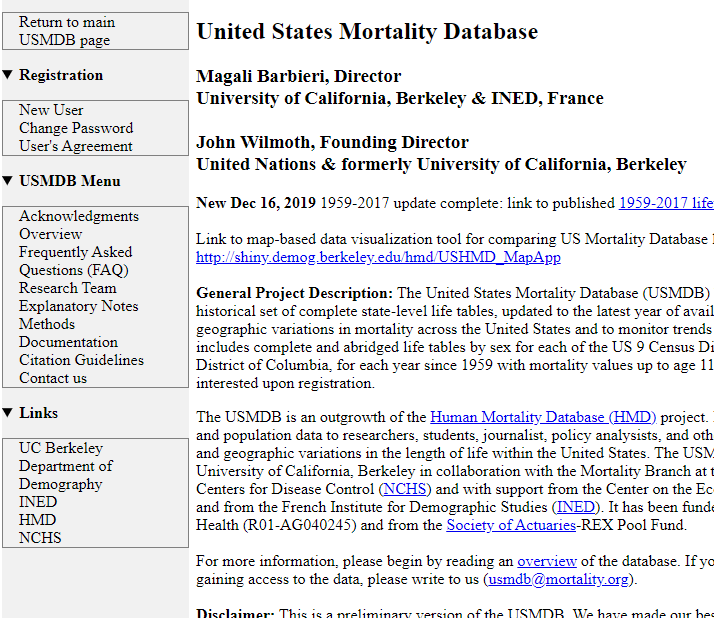 Return to main
USMDB page
▼ Registration
New User
Change Password
User's Agreement
▼ USMDB Menu
Acknowledgments
Overview
Frequently Asked
Questions (FAQ)
Research Team
Explanatory Notes
Methods
Documentation
Citation Guidelines
Contact us
▼ Links
UC Berkeley
Department of
Demography
INED
HMD
NCHS
United States Mortality Database
Magali Barbieri, Director
University of California, Berkeley & INED, France
John Wilmoth, Founding Director
United Nations & formerly University of California, Berkeley
New Dec 16, 2019 1959-2017 update complete: link to published 1959-2017 life
Link to map-based data visualization tool for comparing US Mortality Database
http://shiny.demog.berkeley.edu/hmd/USHMD_MapApp
General Project Description: The United States Mortality Database (USMDB)
historical set of complete state-level life tables, updated to the latest year of avail
geographic variations in mortality across the United States and to monitor trends
includes complete and abridged life tables by sex for each of the US 9 Census Di
District of Columbia, for each year since 1959 with mortality values up to age 11
interested upon registration.
The USMDB is an outgrowth of the Human Mortality Database (HMD) project.
and population data to researchers, students, journalist, policy analysists, and oth
and geographic variations in the length of life within the United States. The USM
University of California, Berkeley in collaboration with the Mortality Branch at t
Centers for Disease Control (NCHS) and with support from the Center on the Ec
and from the French Institute for Demographic Studies (INED). It has been funde
Health (R01-AG040245) and from the Society of Actuaries-REX Pool Fund.
For more information, please begin by reading an overview of the database. If yo
gaining access to the data, please write to us (usmdb@mortality.org).
Disclaimer: This is a preliminary version of the USMDB. We have made our bes